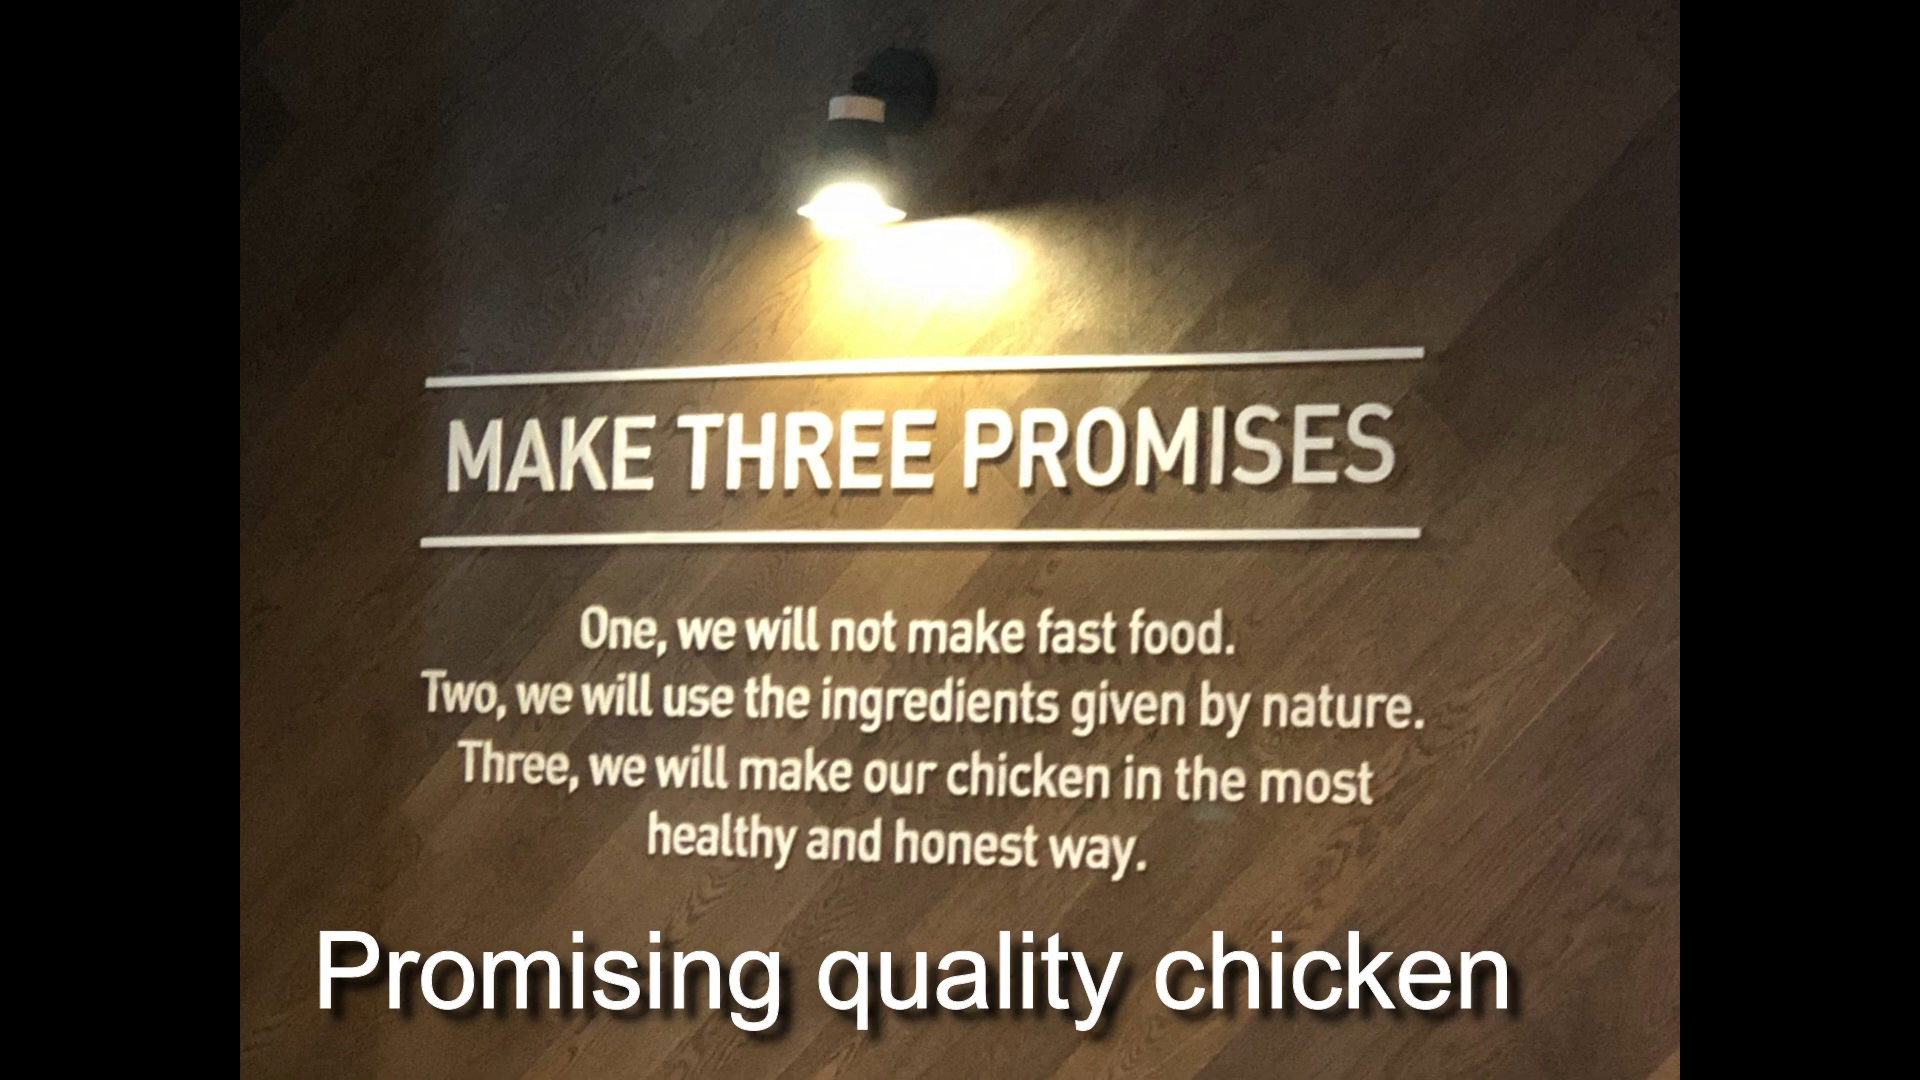 MAKE THREE PROMISES
One, we will not make fast food.
Two, we will use the ingredients given by nature.
Three, we will make our chicken in the most
healthy and honest way.
Promising quality chicken